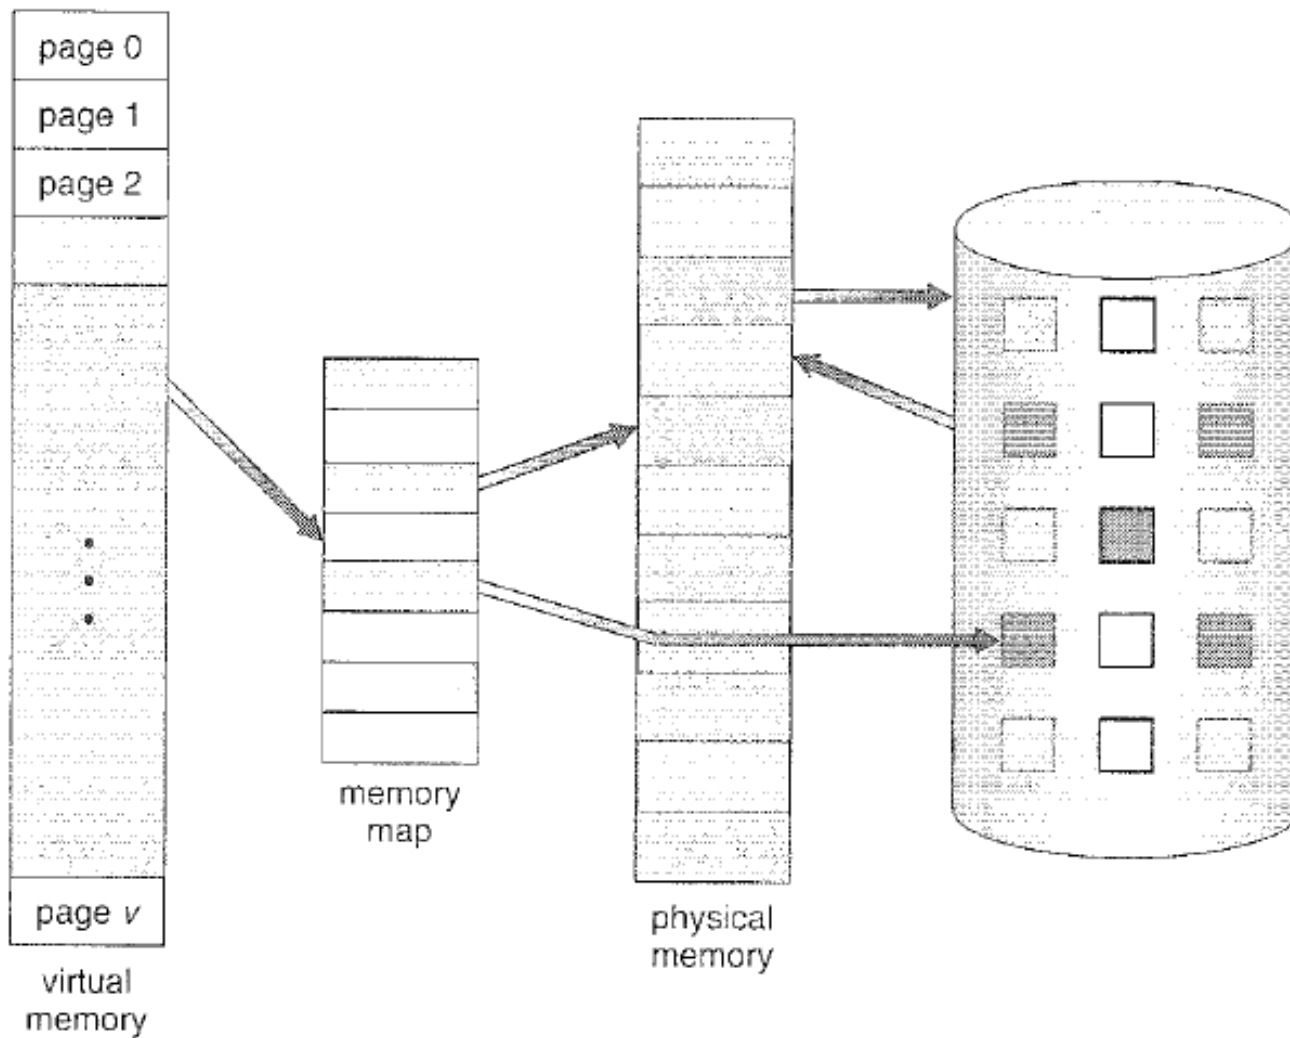 page 0
page 1
page 2
page v
virtual
memory
memory
map
physical
memory